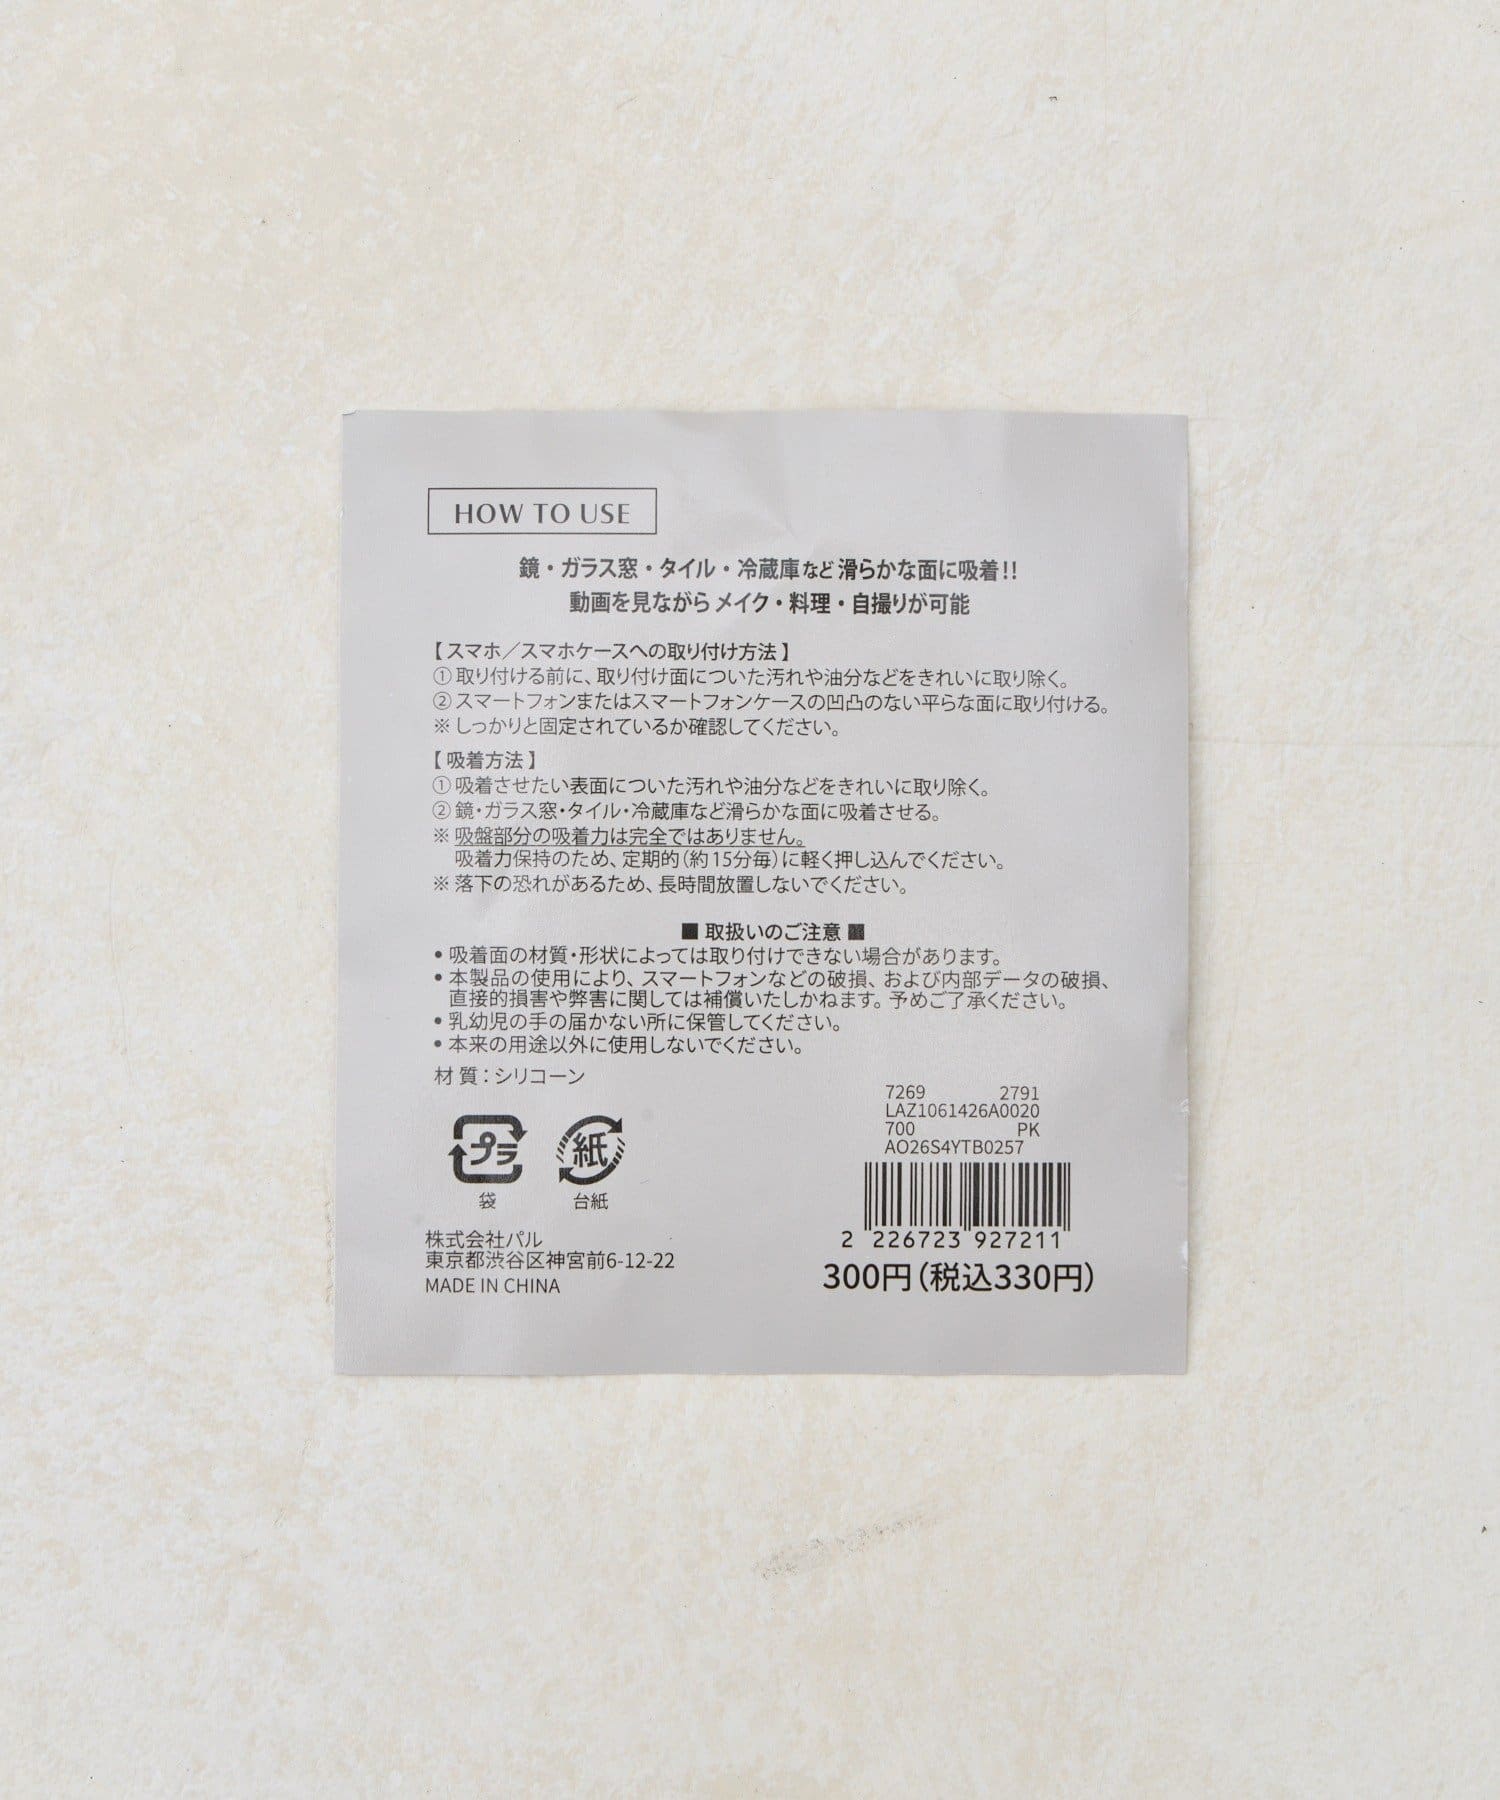 HOW TO USE
鏡・ガラス窓・タイル・冷蔵庫など滑らかな面に吸着!!
動画を見ながらメイク・料理・自撮りが可能
【スマホ／スマホケースへの取り付け方法】
①取り付ける前に、取り付け面についた汚れや油分などをきれいに取り除く。
②スマートフォンまたはスマートフォンケースの凹凸のない平らな面に取り付ける。
※しっかりと固定されているか確認してください。
【吸着方法】
①吸着させたい表面についた汚れや油分などをきれいに取り除く。
②鏡・ガラス窓・タイル・冷蔵庫など滑らかな面に吸着させる。
※吸盤部分の吸着力は完全ではありません。
吸着力保持のため、定期的（約15分毎）に軽く押し込んでください。
※落下の恐れがあるため、長時間放置しないでください。
■取扱いのご注意■
•吸着面の材質・形状によっては取り付けできない場合があります。
•本製品の使用により、スマートフォンなどの破損、および内部データの破損、
直接的損害や弊害に関しては補償いたしかねます。予めご了承ください。
•乳幼児の手の届かない所に保管してください。
•本来の用途以外に使用しないでください。
材質：シリコーン
7269 2791
LAZ1061426A0020
700 PK
AO26S4YTB0257
プラ 紙
袋 台紙
2 226723 927211
300円（税込330円）
株式会社パル
東京都渋谷区神宮前6-12-22
MADE IN CHINA